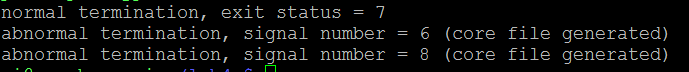 normal termination, exit status = 7
abnormal termination, signal number = 6 (core file generated)
abnormal termination, signal number = 8 (core file generated)